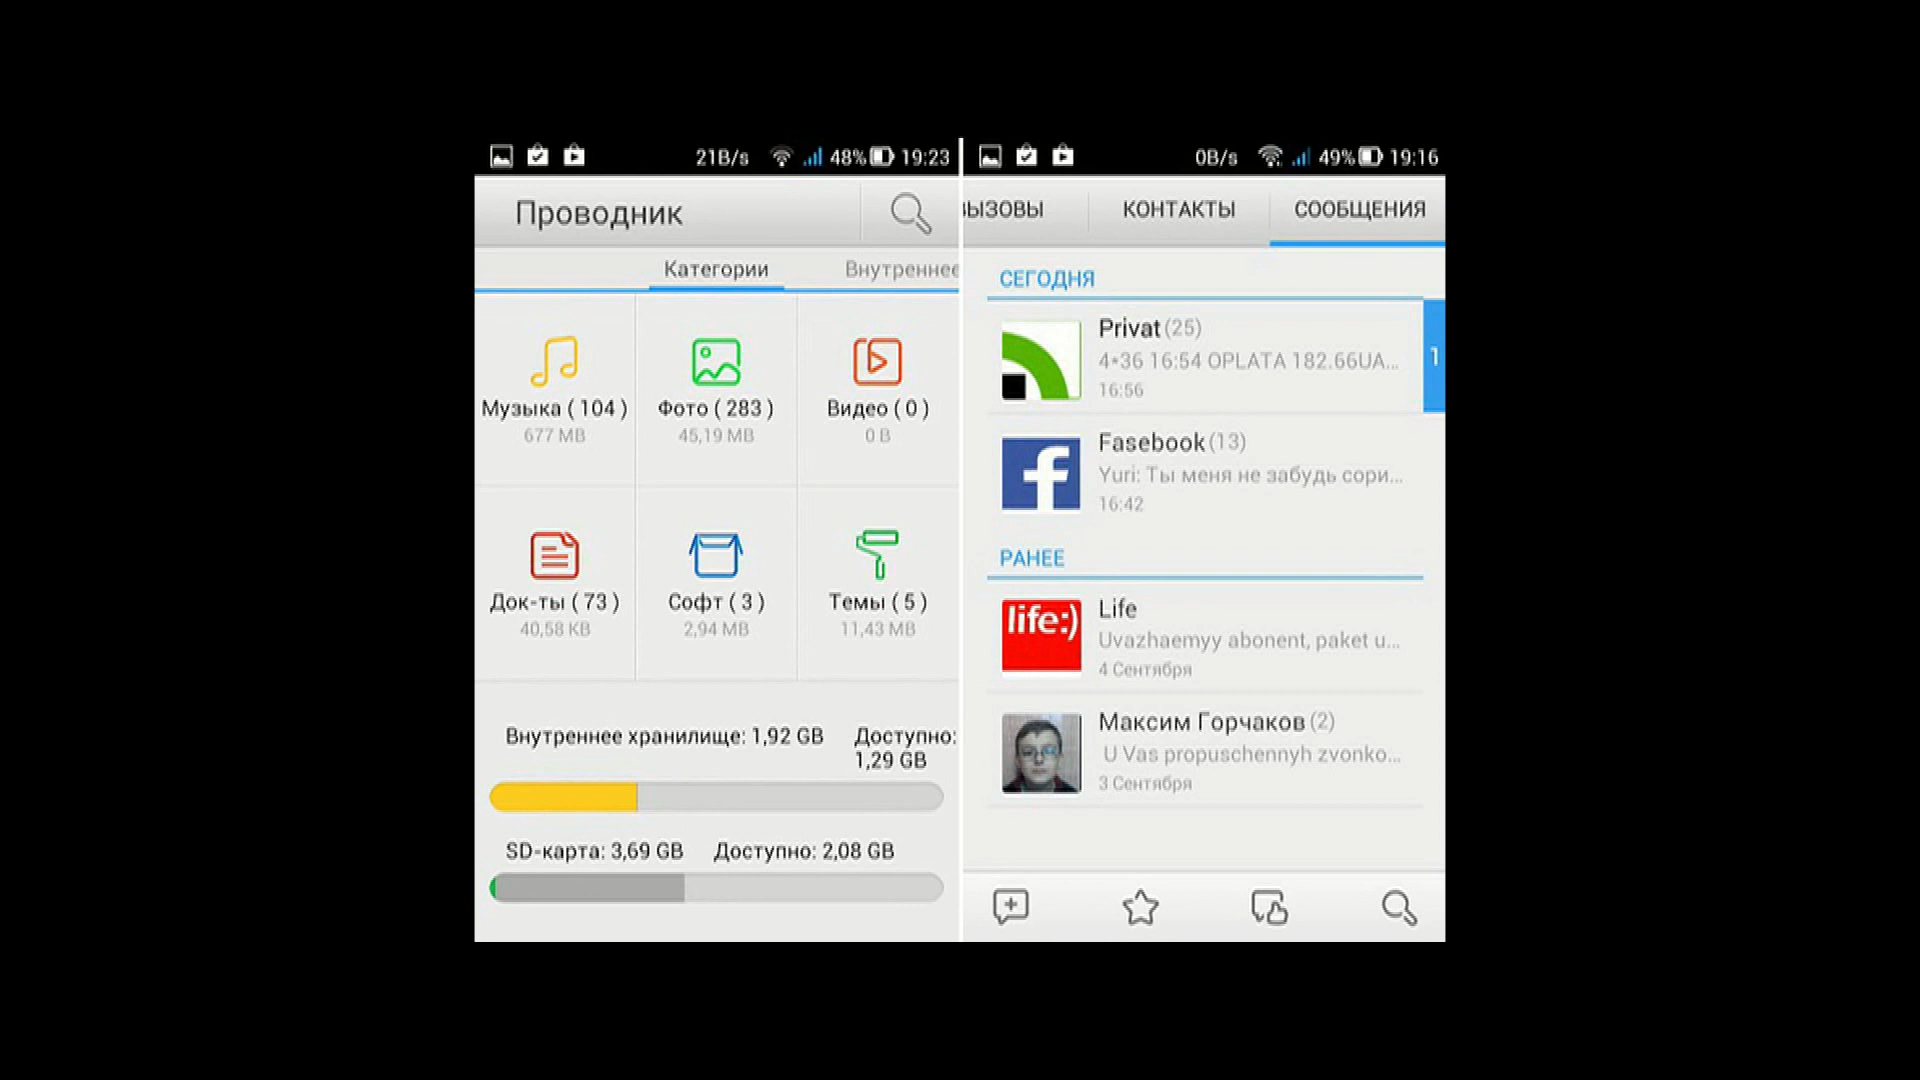 21B/s 48% 19:23
Проводник
Категории Внутреннее
Музыка ( 104 ) Фото ( 283 ) Видео ( 0 )
677 MB 45,19 MB 0 B
Док-ты ( 73 ) Софт ( 3 ) Темы ( 5 )
40,58 KB 2,94 MB 11,43 MB
Внутреннее хранилище: 1,92 GB Доступно:
1,29 GB
SD-карта: 3,69 GB Доступно: 2,08 GB
0B/s 49% 19:16
ВЫЗОВЫ КОНТАКТЫ СООБЩЕНИЯ
СЕГОДНЯ
Privat (25)
4*36 16:54 OPLATA 182.66UA...
16:56
1
Fasebook (13)
Yuri: Ты меня не забудь сори...
16:42
РАНЕЕ
life:)
Life
Uvazhaemyy abonent, paket u...
4 Сентября
Максим Горчаков (2)
U Vas propuschennyh zvonko...
3 Сентября